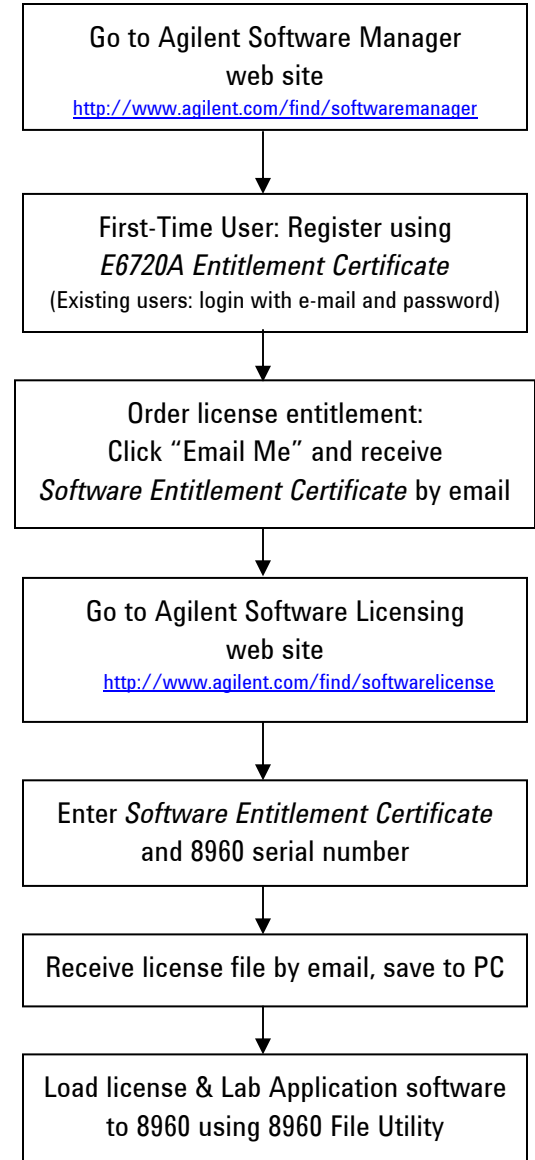 Go to Agilent Software Manager
web site
http://www.agilent.com/find/softwaremanager
First-Time User: Register using
E6720A Entitlement Certificate
(Existing users: login with e-mail and password)
Order license entitlement:
Click “Email Me” and receive
Software Entitlement Certificate by email
Go to Agilent Software Licensing
web site
http://www.agilent.com/find/softwarelicense
Enter Software Entitlement Certificate
and 8960 serial number
Receive license file by email, save to PC
Load license & Lab Application software
to 8960 using 8960 File Utility